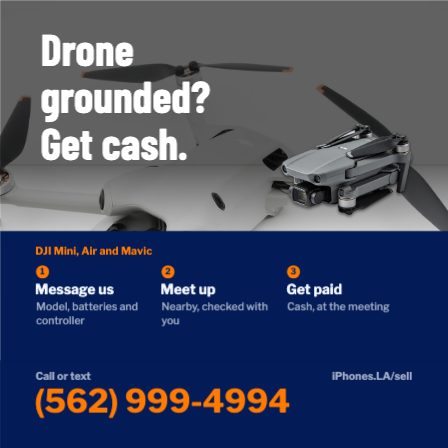 Drone
grounded?
Get cash.
DJI Mini, Air and Mavic
1
Message us
Model, batteries and
controller
2
Meet up
Nearby, checked with
you
3
Get paid
Cash, at the meeting
Call or text
(562) 999-4994
iPhones.LA/sell